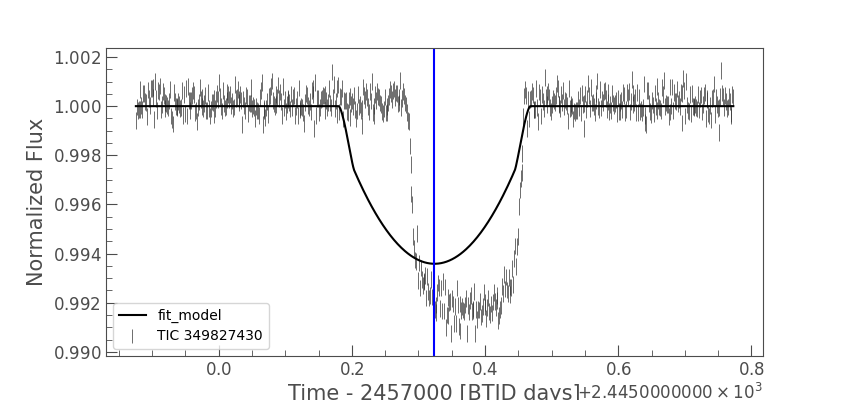 1.002
1.000
0.998
0.996
0.994
0.992
0.990
Normalized Flux
fit_model
TIC 349827430
0.0 0.2 0.4 0.6 0.8
Time - 2457000 [BTJD days]
+2.4450000000 × 10³